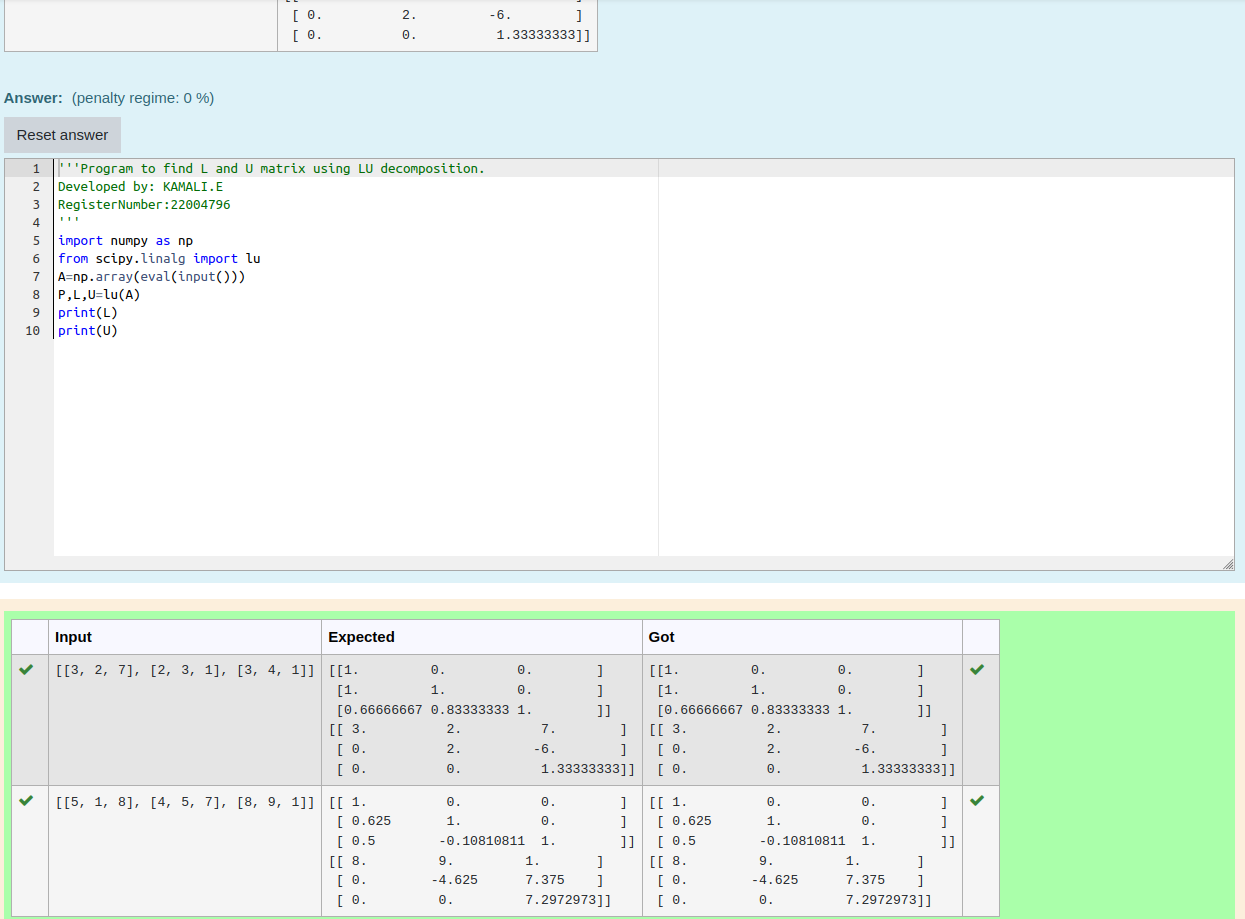 [ 0. 2. -6. ]
[ 0. 0. 1.33333333]]
Answer: (penalty regime: 0 %)
Reset answer
1 '''Program to find L and U matrix using LU decomposition.
2 Developed by: KAMALI.E
3 RegisterNumber:22004796
4 '''
5 import numpy as np
6 from scipy.linalg import lu
7 A=np.array(eval(input()))
8 P,L,U=lu(A)
9 print(L)
10 print(U)
Input Expected Got
[[3, 2, 7], [2, 3, 1], [3, 4, 1]] [[1. 0. 0. ] [[1. 0. 0. ]
[1. 1. 0. ] [1. 1. 0. ]
[0.66666667 0.83333333 1. ]] [0.66666667 0.83333333 1. ]]
[[ 3. 2. 7. ] [[ 3. 2. 7. ]
[ 0. 2. -6. ] [ 0. 2. -6. ]
[ 0. 0. 1.33333333]] [ 0. 0. 1.33333333]]
[[5, 1, 8], [4, 5, 7], [8, 9, 1]] [[ 1. 0. 0. ] [[ 1. 0. 0. ]
[ 0.625 1. 0. ] [ 0.625 1. 0. ]
[ 0.5 -0.10810811 1. ]] [ 0.5 -0.10810811 1. ]]
[[ 8. 9. 1. ] [[ 8. 9. 1. ]
[ 0. -4.625 7.375 ] [ 0. -4.625 7.375 ]
[ 0. 0. 7.2972973]] [ 0. 0. 7.2972973]]